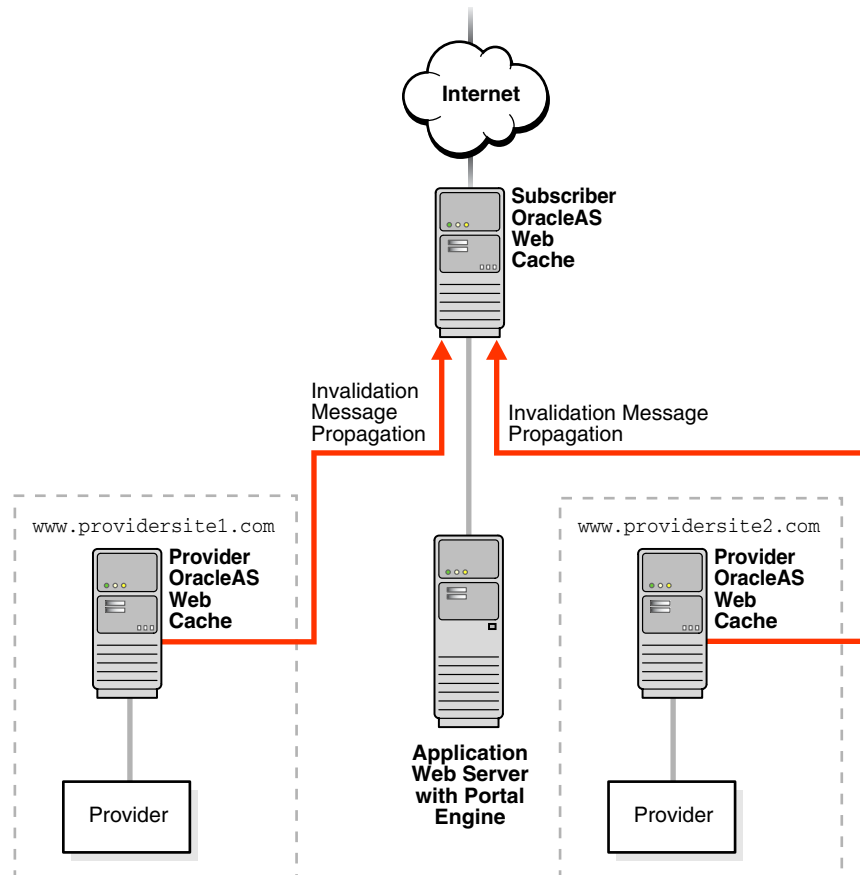 Internet
Subscriber
OracleAS
Web
Cache
Invalidation
Message
Propagation
Invalidation Message
Propagation
www.providersite1.com
Provider
OracleAS
Web
Cache
www.providersite2.com
Provider
OracleAS
Web
Cache
Application
Web Server
with Portal
Engine
Provider
Provider